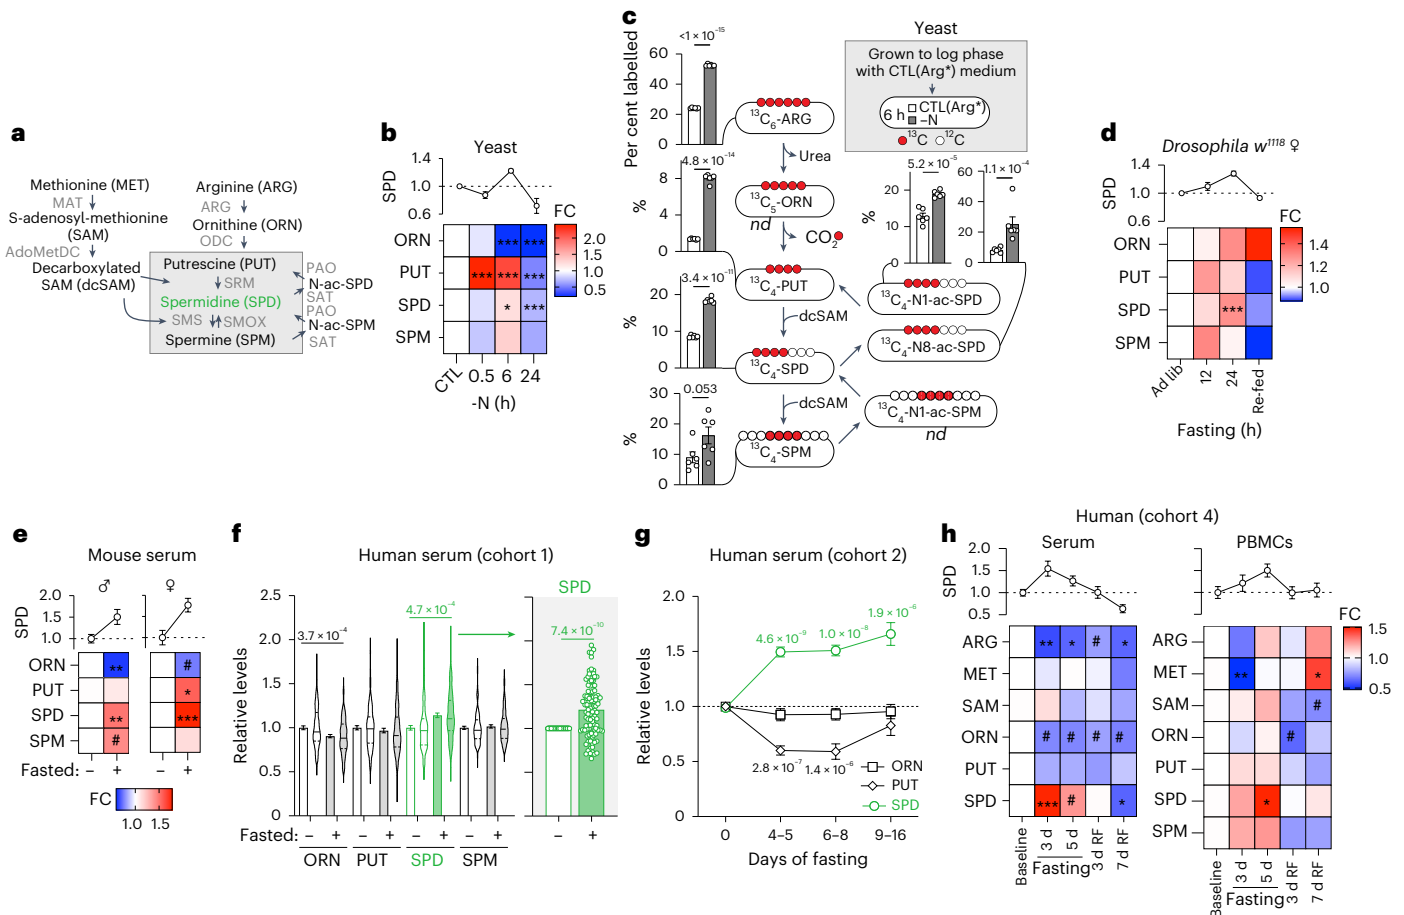 a
Methionine (MET)
MAT
S-adenosyl-methionine
(SAM)
AdoMetDC
Decarboxylated
SAM (dcSAM)
Arginine (ARG)
ARG
Ornithine (ORN)
ODC
Putrescine (PUT)
SRM
Spermidine (SPD)
SMS
SMOX
Spermine (SPM)
PAO
N-ac-SPD
SAT
PAO
N-ac-SPM
SAT
b
Yeast
SPD
1.4
1.0
0.6
ORN
*** ***
PUT
*** *** ***
SPD
* ***
SPM
FC
2.0
1.5
1.0
0.5
CTL 0.5 6 24
-N (h)
c
Yeast
Grown to log phase
with CTL(Arg*) medium
6 h
CTL(Arg*)
–N
¹³C ¹²C
Per cent labelled
<1 × 10⁻¹⁵
60
40
20
0
¹³C₆-ARG
Urea
4.8 × 10⁻¹⁴
%
8
4
0
¹³C₅-ORN
nd
CO₂
3.4 × 10⁻¹¹
%
20
10
0
¹³C₄-PUT
dcSAM
¹³C₄-SPD
0.053
%
30
20
10
0
dcSAM
¹³C₄-SPM
5.2 × 10⁻⁵
%
20
10
0
1.1 × 10⁻⁴
60
40
20
0
¹³C₄-N1-ac-SPD
¹³C₄-N8-ac-SPD
¹³C₄-N1-ac-SPM
nd
d
Drosophila w¹¹¹⁸ ♀
SPD
1.4
1.0
0.6
ORN
PUT
SPD
***
SPM
FC
1.4
1.2
1.0
Ad lib 12 24 Re-fed
Fasting (h)
e
Mouse serum
♂ ♀
SPD
2.0
1.5
1.0
ORN
** #
PUT
*
SPD
** ***
SPM
#
Fasted: – + – +
FC
1.0 1.5
f
Human serum (cohort 1)
Relative levels
2.5
2.0
1.5
1.0
0.5
0
3.7 × 10⁻⁴
4.7 × 10⁻⁴
SPD
7.4 × 10⁻¹⁰
Fasted: – + – + – + – + – +
ORN PUT SPD SPM
g
Human serum (cohort 2)
Relative levels
2.0
1.5
1.0
0.5
0
4.6 × 10⁻⁹
1.0 × 10⁻⁸
1.9 × 10⁻⁶
2.8 × 10⁻⁷
1.4 × 10⁻⁶
ORN
PUT
SPD
0 4–5 6–8 9–16
Days of fasting
h
Human (cohort 4)
Serum
SPD
2.0
1.5
1.0
0.5
ARG
** * # *
MET
SAM
ORN
# # # #
PUT
SPD
*** # *
Baseline 3 d 5 d 3 d RF 7 d RF
Fasting
PBMCs
ARG
MET
** *
SAM
#
ORN
#
PUT
SPD
*
SPM
Baseline 3 d 5 d 3 d RF 7 d RF
Fasting
FC
1.5
1.0
0.5